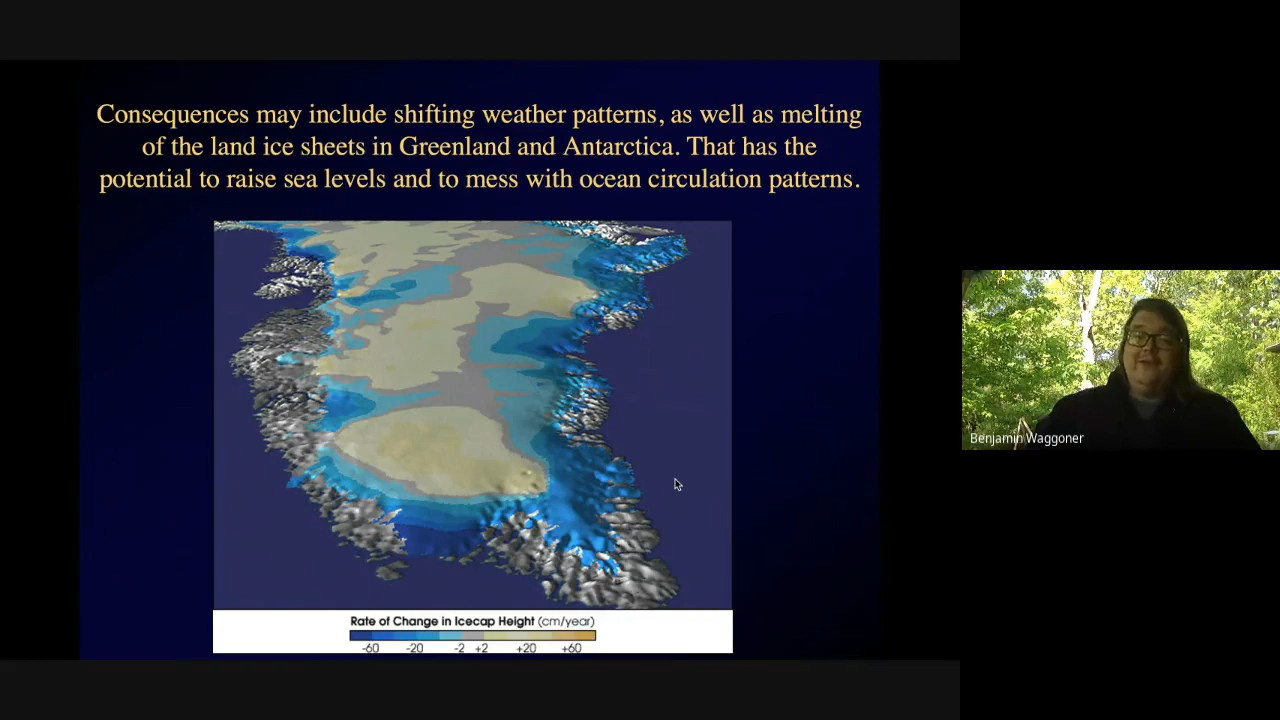 Consequences may include shifting weather patterns, as well as melting
of the land ice sheets in Greenland and Antarctica. That has the
potential to raise sea levels and to mess with ocean circulation patterns.
Rate of Change in Icecap Height (cm/year)
-60 -20 -2 +2 +20 +60
Benjamin Waggoner